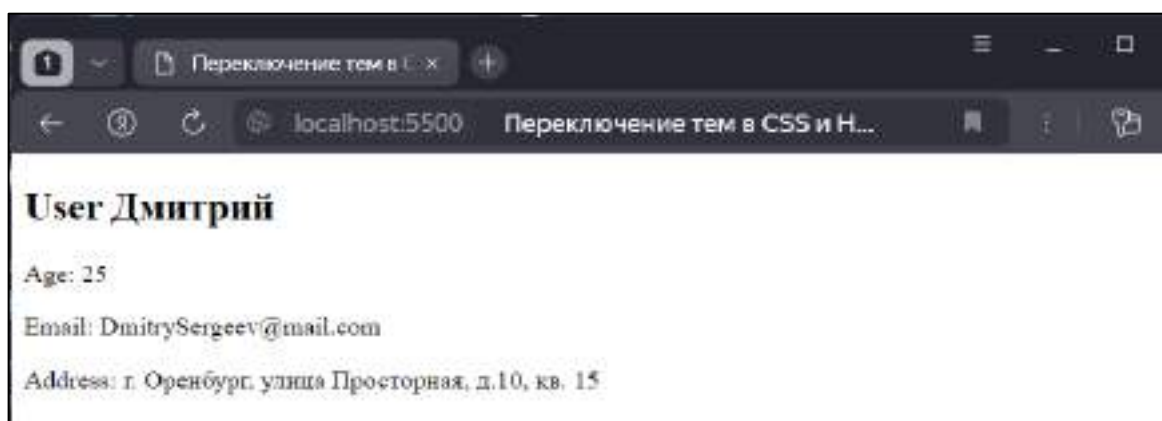 1
Переключение тем в C
localhost:5500 Переключение тем в CSS и H...
User Дмитрий
Age: 25
Email: DmitrySergeev@mail.com
Address: г. Оренбург, улица Просторная, д.10, кв. 15